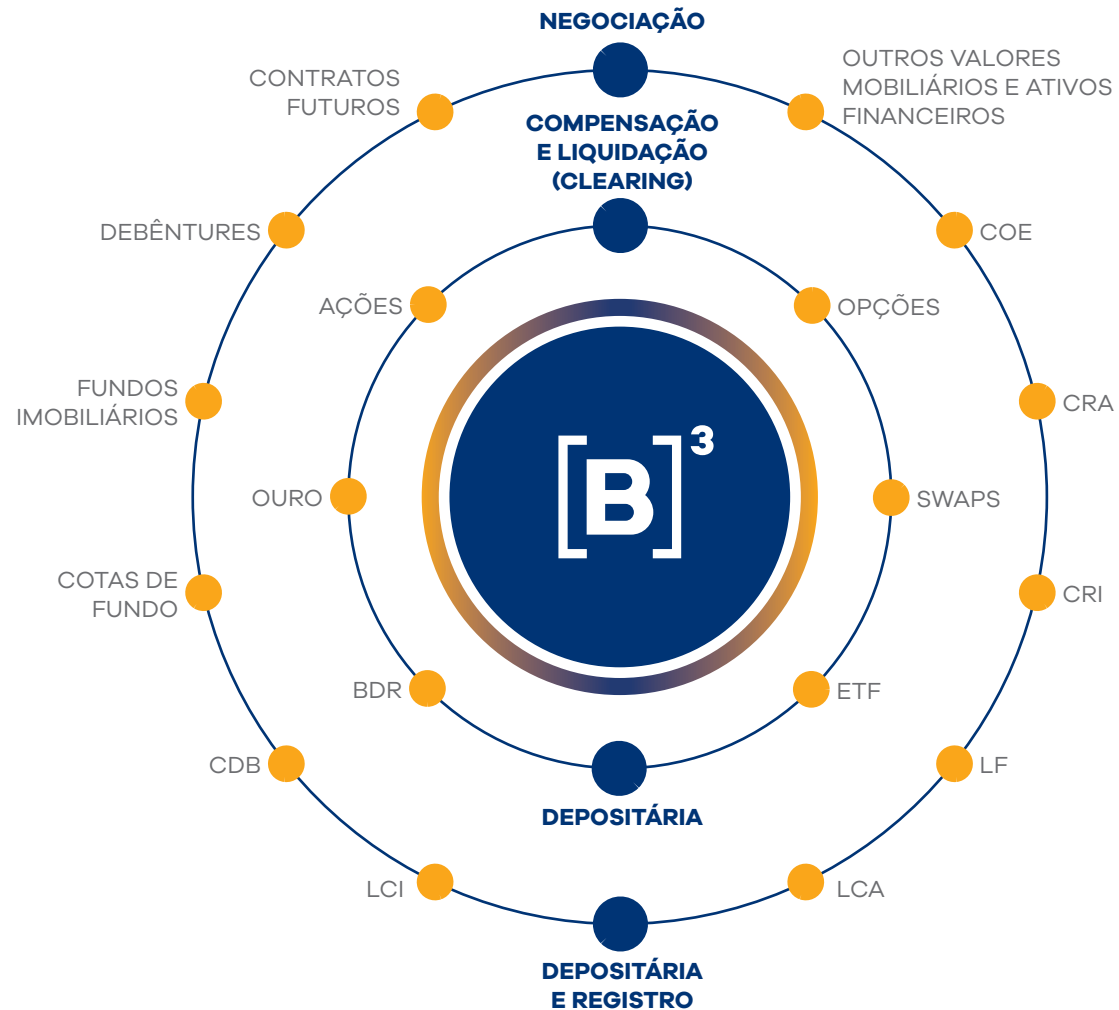 NEGOCIAÇÃO
CONTRATOS
FUTUROS
OUTROS VALORES
MOBILIÁRIOS E ATIVOS
FINANCEIROS
COMPENSAÇÃO
E LIQUIDAÇÃO
(CLEARING)
DEBÊNTURES
COE
AÇÕES
OPÇÕES
FUNDOS
IMOBILIÁRIOS
CRA
[B]³
OURO
SWAPS
COTAS DE
FUNDO
CRI
BDR
ETF
CDB
LF
DEPOSITÁRIA
LCI
LCA
DEPOSITÁRIA
E REGISTRO